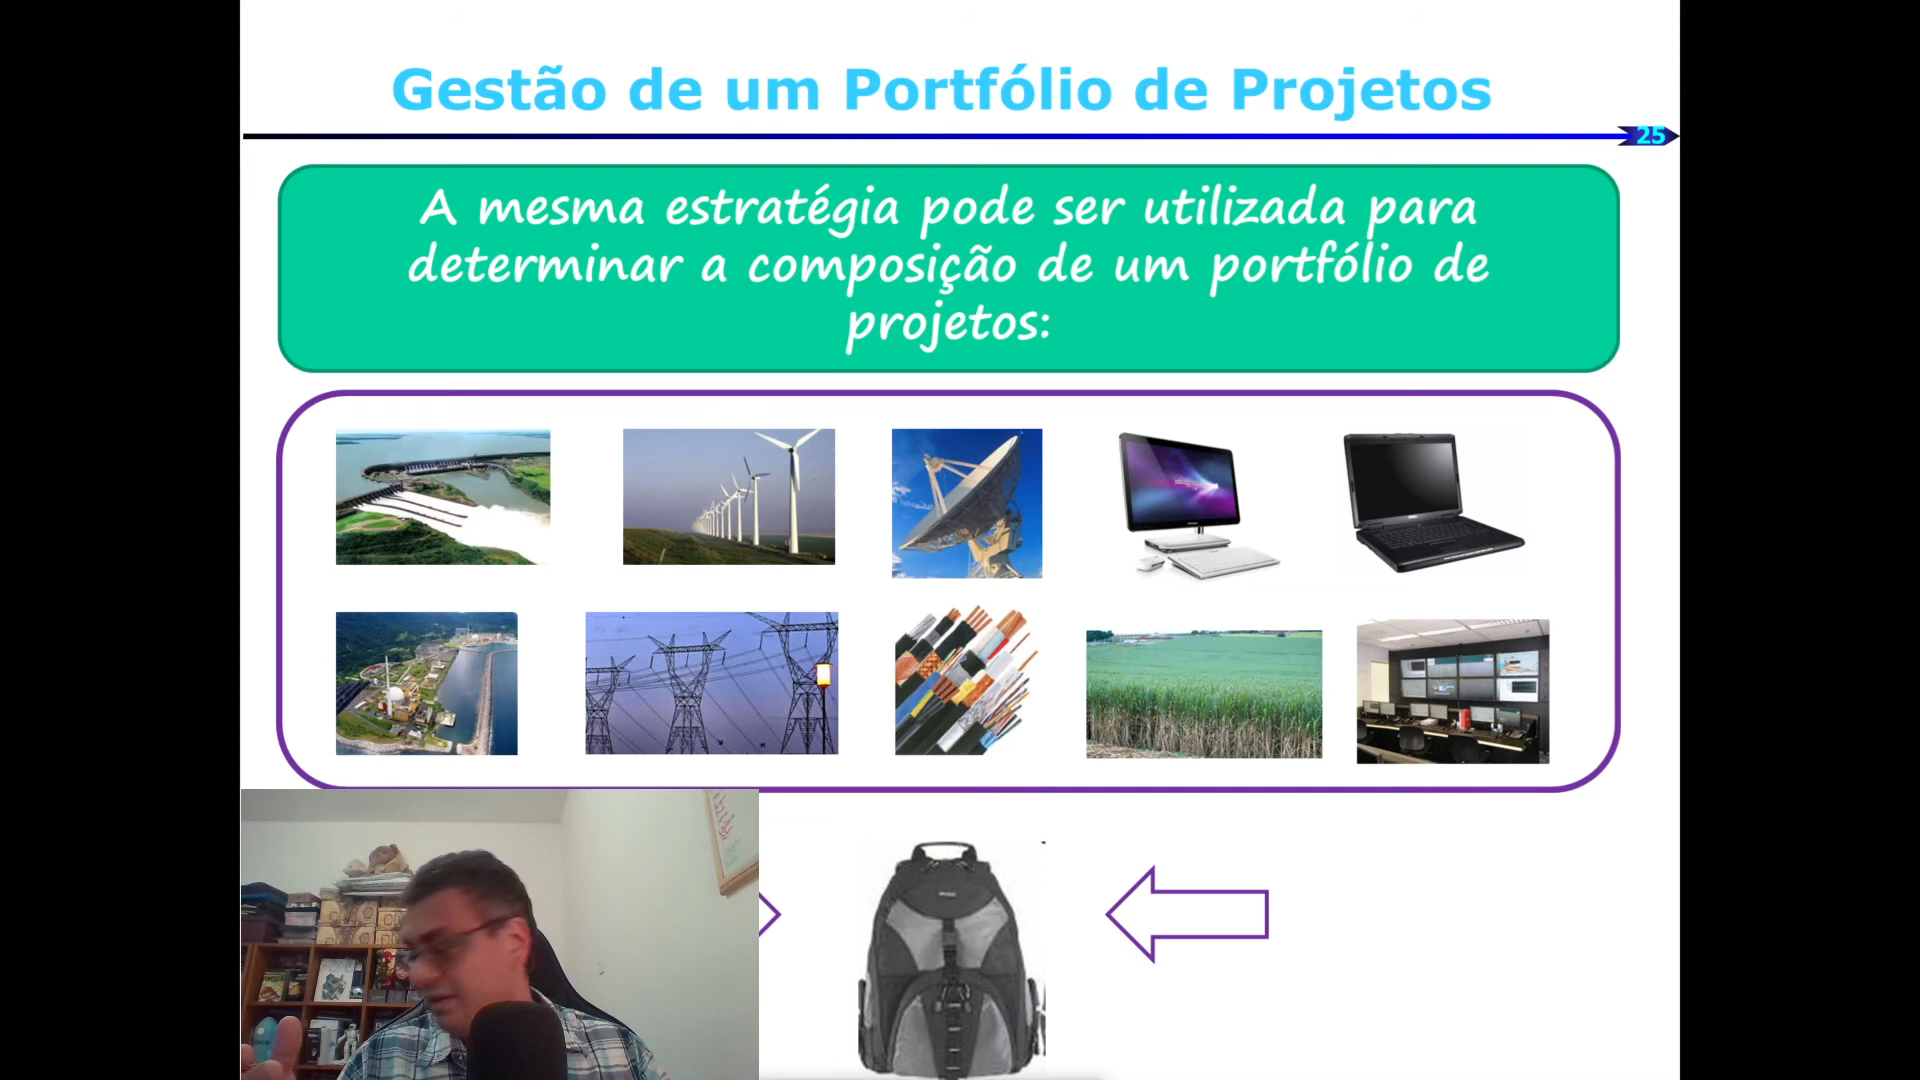 Gestão de um Portfólio de Projetos
25
A mesma estratégia pode ser utilizada para
determinar a composição de um portfólio de
projetos: